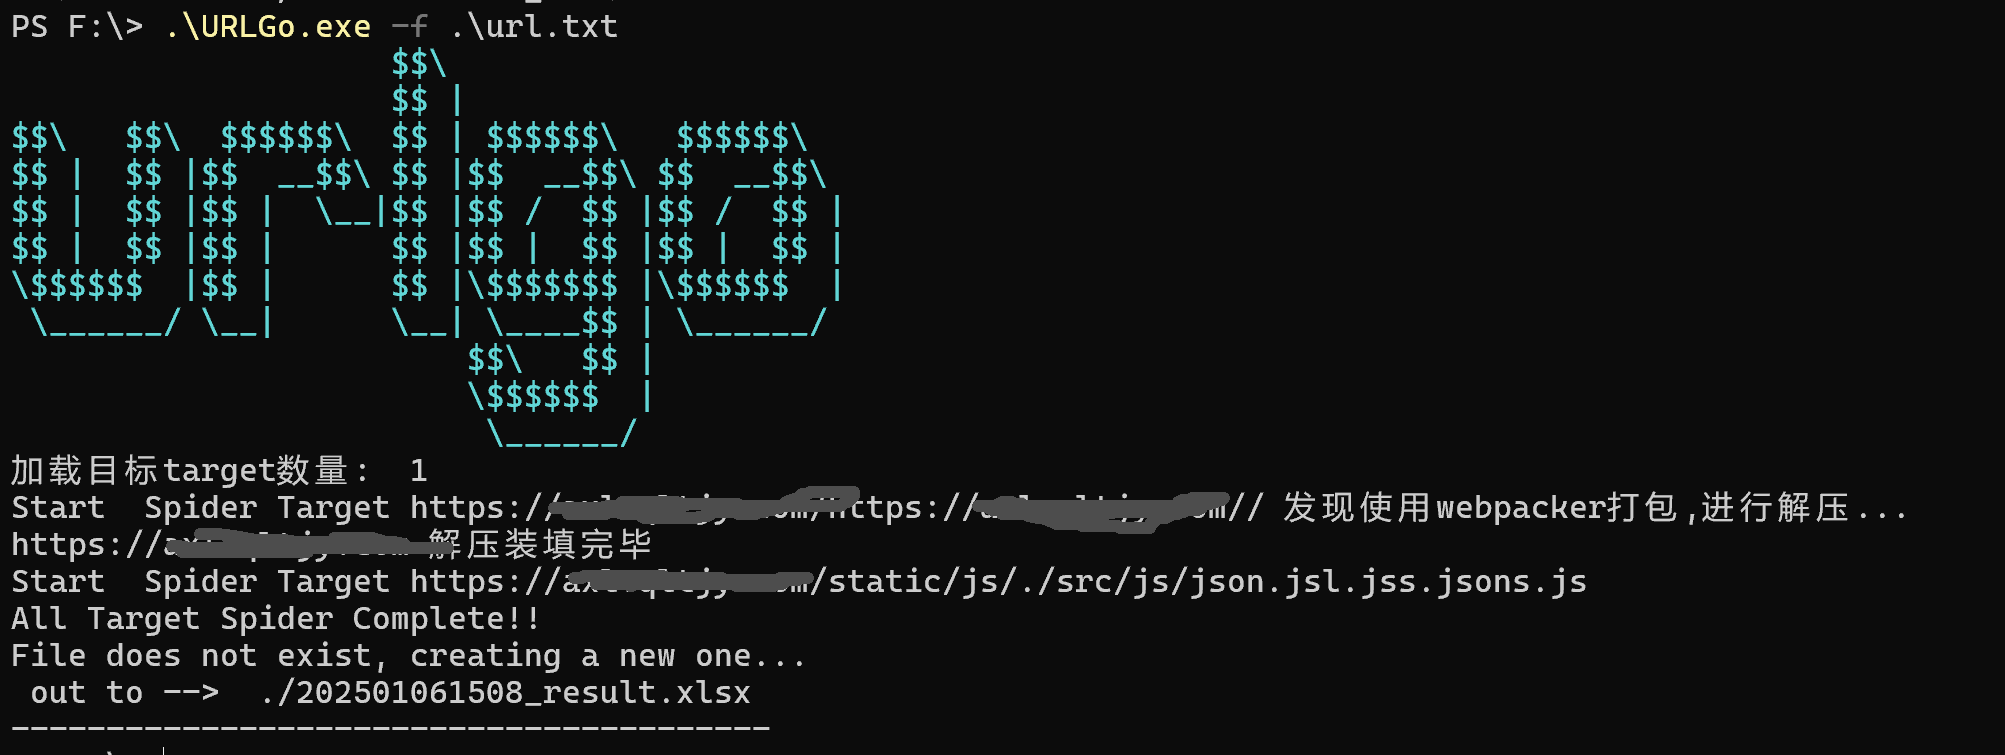 PS F:\> .\URLGo.exe -f .\url.txt
                    $$\
                    $$ |
$$\   $$\  $$$$$$\  $$ | $$$$$$\   $$$$$$\
$$ |  $$ |$$  __$$\ $$ |$$  __$$\ $$  __$$\
$$ |  $$ |$$ |  \__|$$ |$$ /  $$ |$$ /  $$ |
$$ |  $$ |$$ |      $$ |$$ |  $$ |$$ |  $$ |
\$$$$$$  |$$ |      $$ |\$$$$$$$ |\$$$$$$  |
 \______/ \__|      \__| \____$$ | \______/
                        $$\   $$ |
                        \$$$$$$  |
                         \______/
加载目标target数量:  1
Start  Spider Target https:// https:// // 发现使用webpacker打包,进行解压...
https:// 解压装填完毕
Start  Spider Target https:// /static/js/./src/js/json.jsl.jss.jsons.js
All Target Spider Complete!!
File does not exist, creating a new one...
 out to -->  ./202501061508_result.xlsx
----------------------------------------